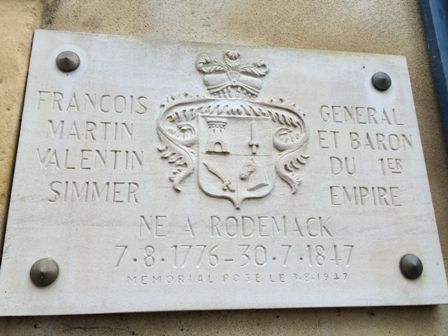 FRANCOIS
MARTIN
VALENTIN
SIMMER
GENERAL
ET BARON
DU 1ER
EMPIRE
NE A RODEMACK
7.8.1776-30.7.1847
MEMORIAL POSE LE 3.8.1947